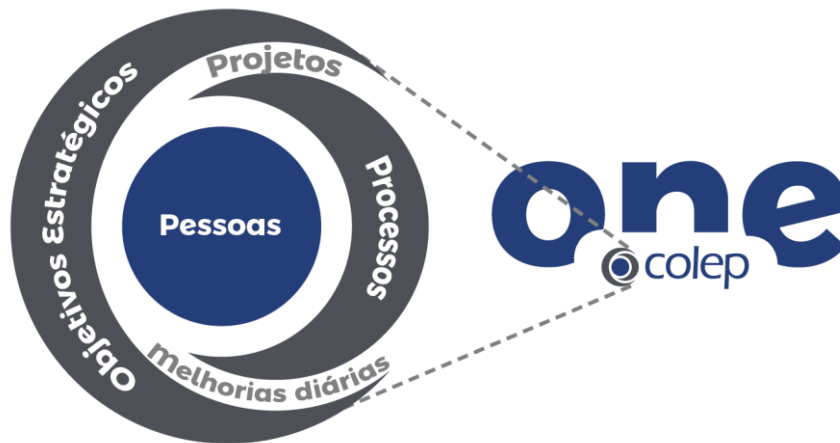 Projetos
Objetivos Estratégicos
Pessoas
Processos
Melhorias diárias
one
colep